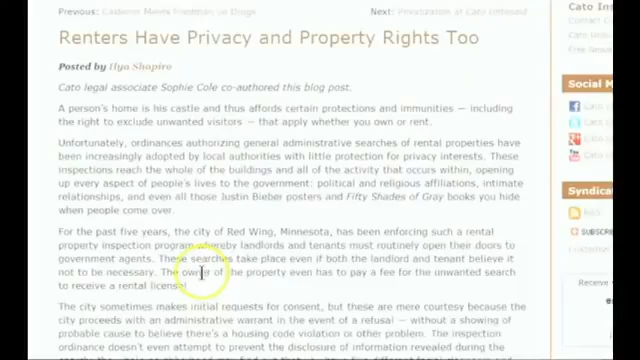 Previous: Calderon Meets Friedman on Drugs
Next: Privatization at Cato Unbound
Renters Have Privacy and Property Rights Too
Posted by Ilya Shapiro
Cato legal associate Sophie Cole co-authored this blog post.
A person's home is his castle and thus affords certain protections and immunities — including
the right to exclude unwanted visitors — that apply whether you own or rent.
Unfortunately, ordinances authorizing general administrative searches of rental properties have
been increasingly adopted by local authorities with little protection for privacy interests. These
inspections reach the whole of the buildings and all of the activity that occurs within, opening
up every aspect of people's lives to the government: political and religious affiliations, intimate
relationships, and even all those Justin Bieber posters and Fifty Shades of Gray books you hide
when people come over.
For the past five years, the city of Red Wing, Minnesota, has been enforcing such a rental
property inspection program whereby landlords and tenants must routinely open their doors to
government agents. These searches take place even if both the landlord and tenant believe it
not to be necessary. The owner of the property even has to pay a fee for the unwanted search
to receive a rental license!
The city sometimes makes initial requests for consent, but these are mere courtesy because the
city proceeds with an administrative warrant in the event of a refusal — without a showing of
probable cause to believe there's a housing code violation or other problem. The inspection
ordinance doesn't even attempt to prevent the disclosure of information revealed during the
Cato Ins
Contact C
Cato
Free News
Social M
Cato
Cato
Cato
Cato
Syndicat
RSS
SUBSCR
Receive